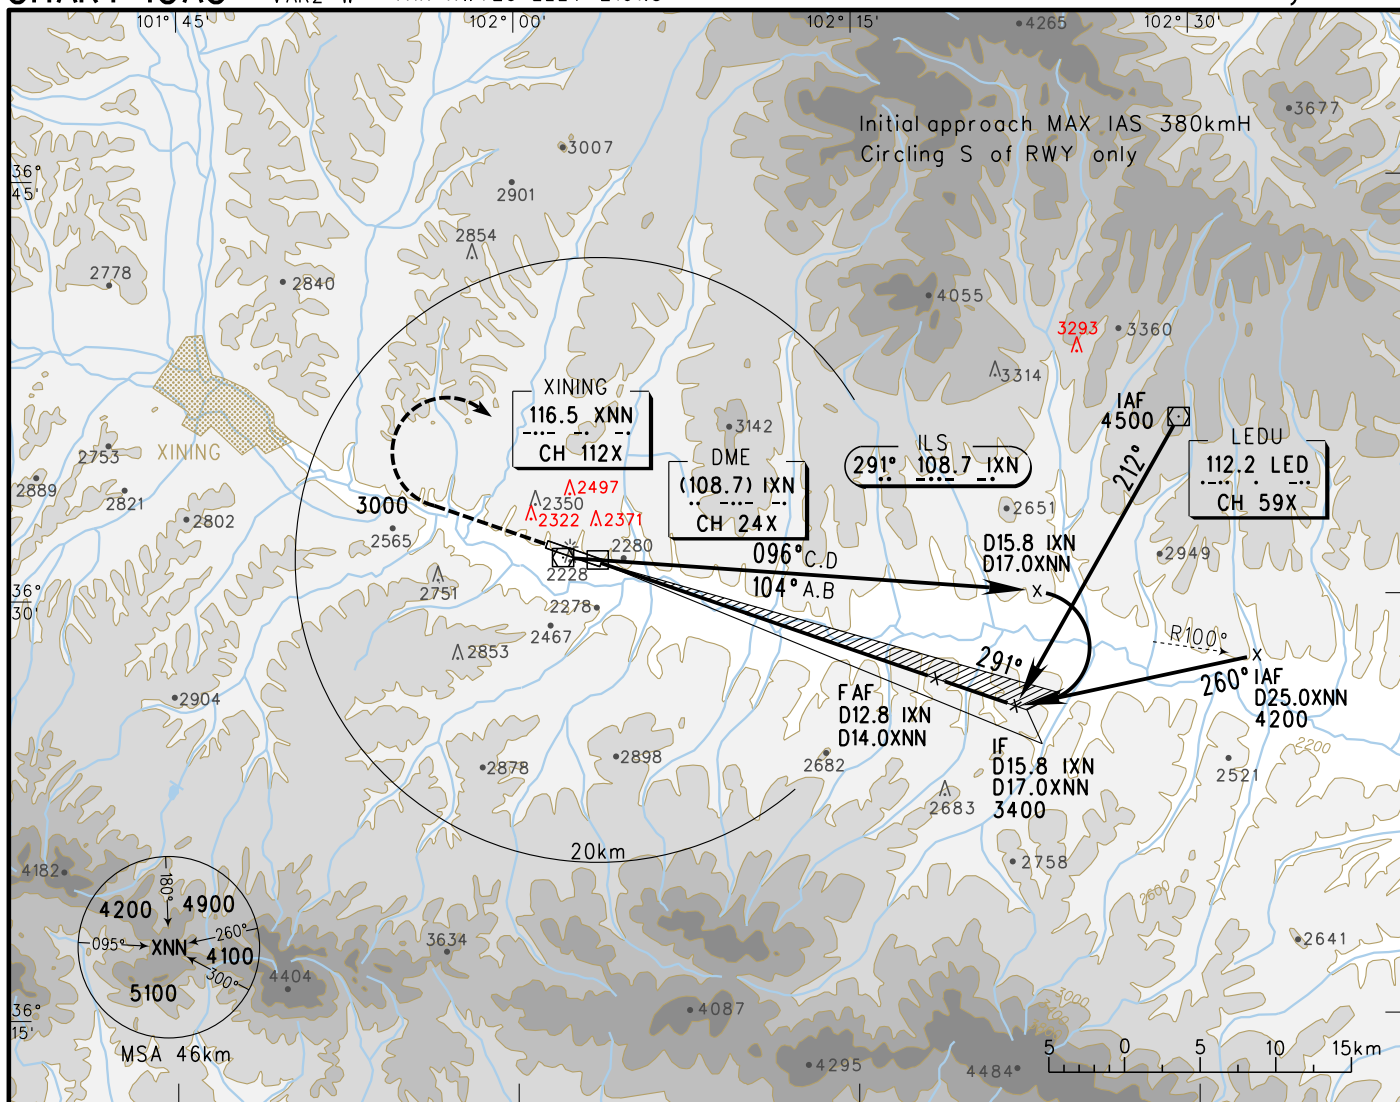 101° 45'
102° 00'
102° 15'
4265
102° 30'
3677
Initial approach MAX IAS 380kmH
Circling S of RWY only
3007
36°
45'
2901
2854
2778
2840
4055
3293
3360
3314
XINING
116.5 XNN
CH 112X
IAF
4500
212°
3142
ILS
291° 108.7 IXN
LEDU
112.2 LED
CH 59X
DME
(108.7) IXN
CH 24X
2753
XINING
2889
2821
2802
3000
2497
2350
2322
2371
2651
2565
2280
096° C.D
D15.8 IXN
D17.0XNN
2949
2228
104° A.B
2751
36°
30'
2278
2467
R100°
2853
291°
260°
IAF
D25.0XNN
4200
2904
FAF
D12.8 IXN
D14.0XNN
IF
D15.8 IXN
D17.0XNN
3400
2200
2878
2898
2682
2521
2683
20km
2758
4182
180°
4200
4900
095°
XNN
260°
4100
300°
5100
MSA 46km
2600
3634
2641
4404
3000
4087
36°
15'
4295
4484
5 0 5 10 15km